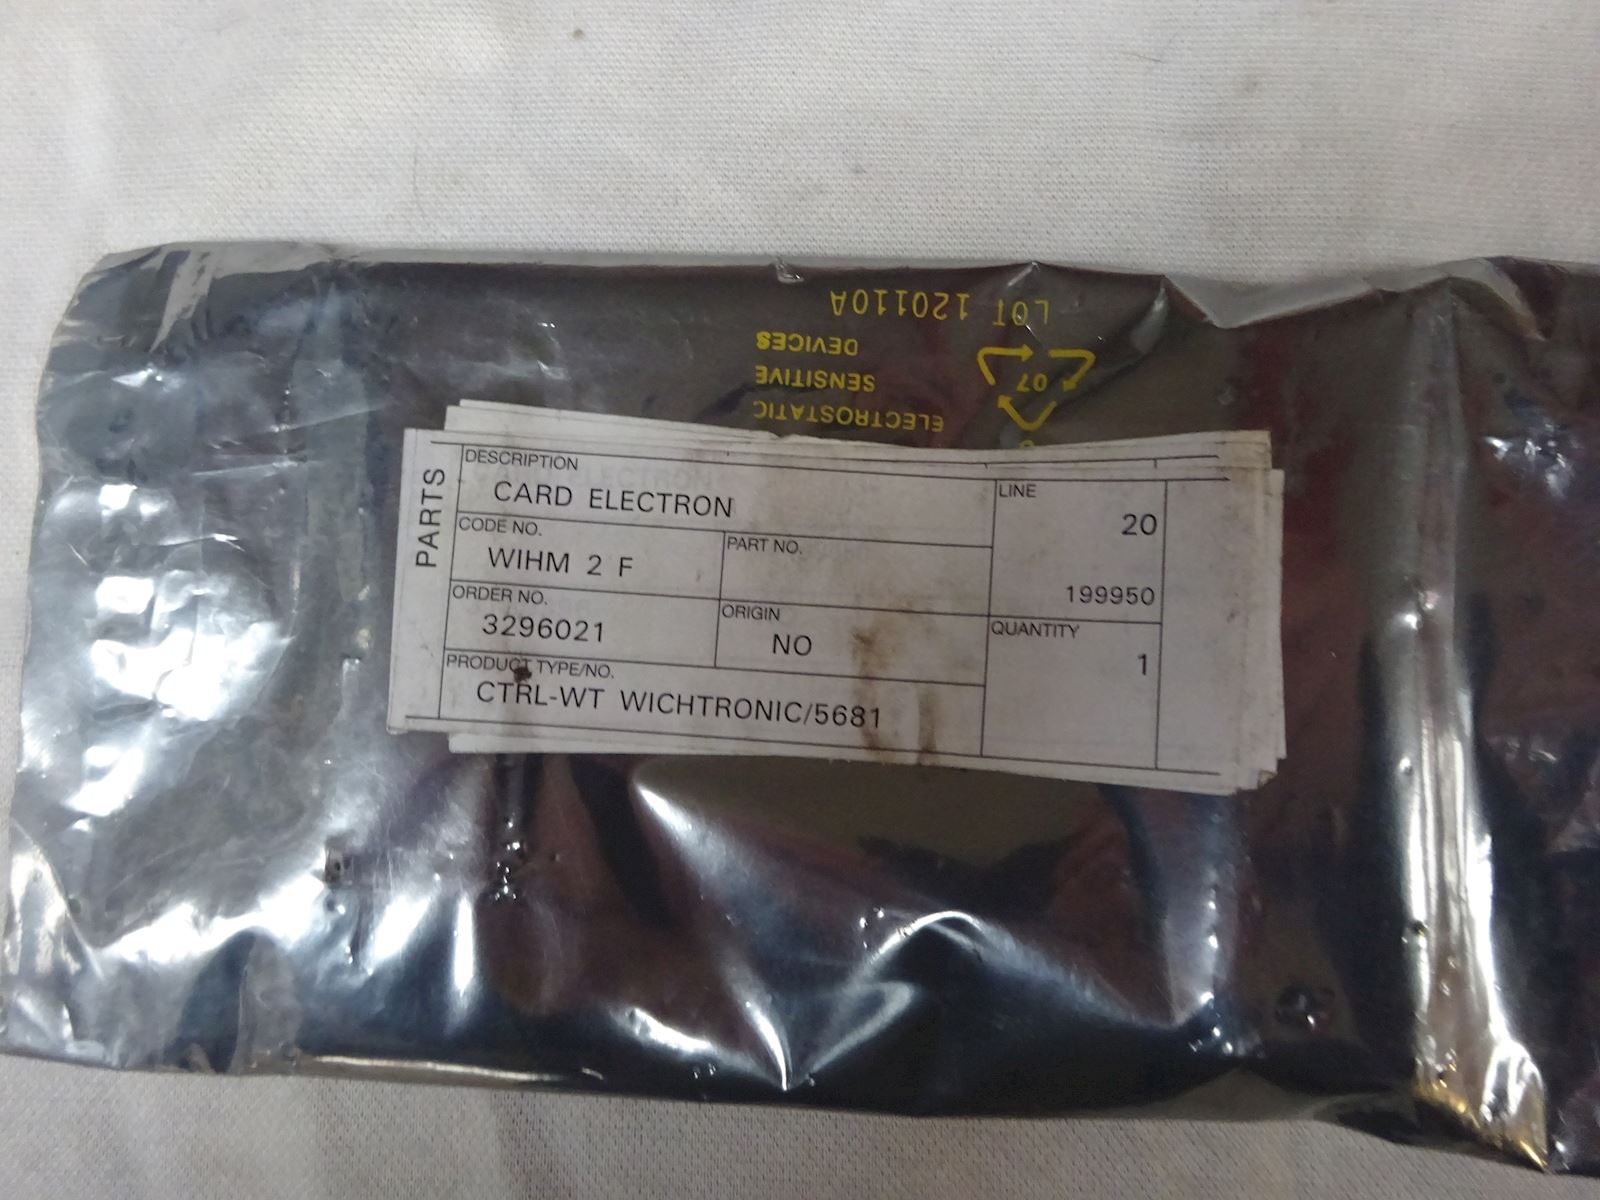 LOT 120110A
ELECTROSTATIC
SENSITIVE
DEVICES
07
PARTS
DESCRIPTION
CARD ELECTRON
LINE
20
199950
CODE NO.
WIHM 2 F
PART NO.
ORDER NO.
3296021
ORIGIN
NO
QUANTITY
1
PRODUCT TYPE/NO.
CTRL-WT WICHTRONIC/5681